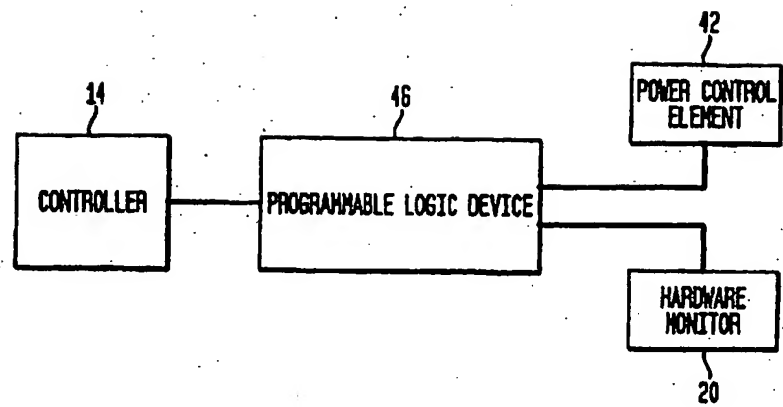 42
POWER CONTROL
ELEMENT
14
46
CONTROLLER
PROGRAMMABLE LOGIC DEVICE
HARDWARE
MONITOR
20